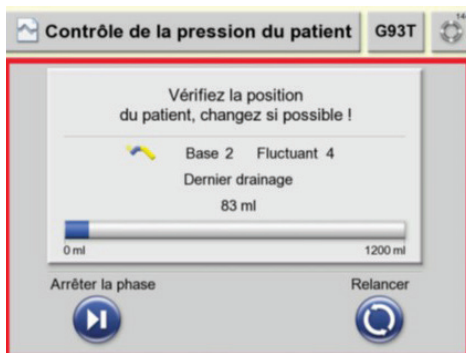 Contrôle de la pression du patient
G93T
14
Vérifiez la position
du patient, changez si possible !
Base 2 Fluctuant 4
Dernier drainage
83 ml
0 ml
1200 ml
Arrêter la phase
Relancer